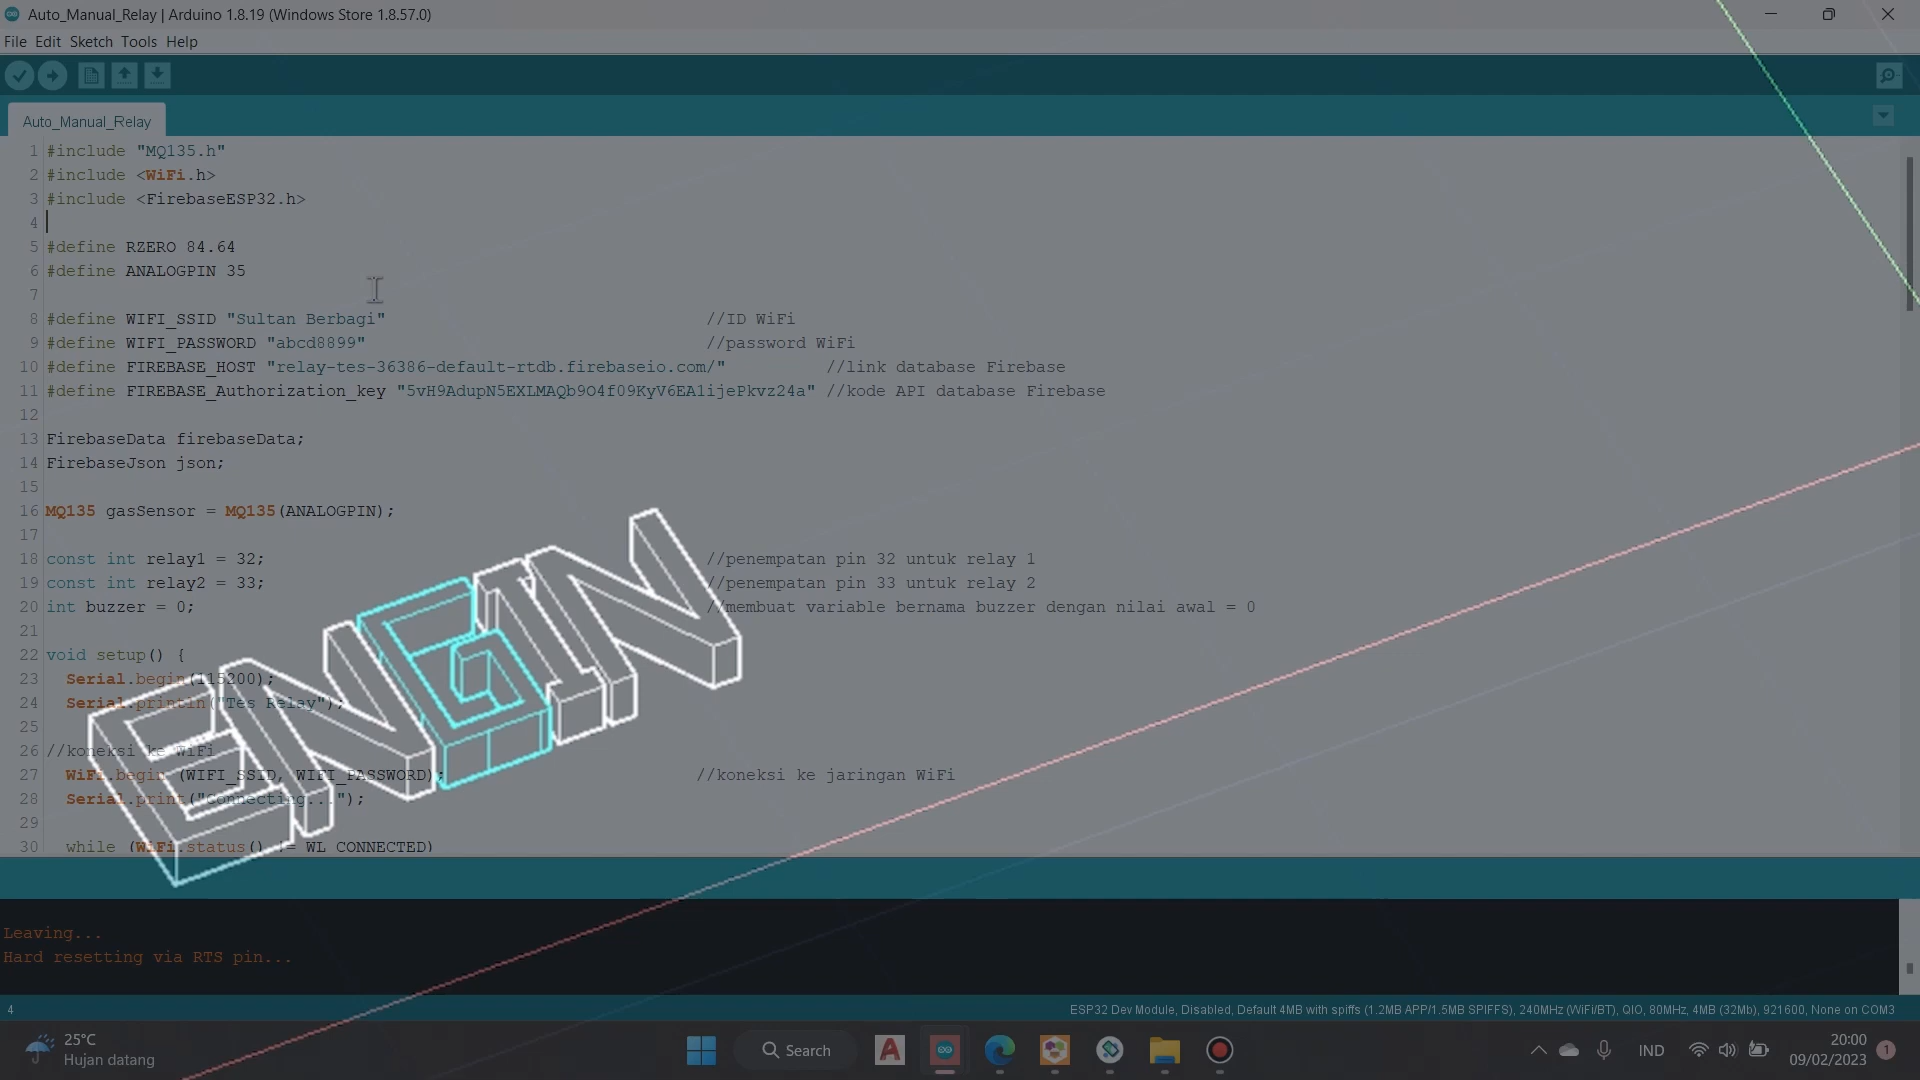 Auto_Manual_Relay | Arduino 1.8.19 (Windows Store 1.8.57.0)
File Edit Sketch Tools Help
Auto_Manual_Relay
1 #include "MQ135.h"
2 #include <WiFi.h>
3 #include <FirebaseESP32.h>
4
5 #define RZERO 84.64
6 #define ANALOGPIN 35
7
8 #define WIFI_SSID "Sultan Berbagi" //ID WiFi
9 #define WIFI_PASSWORD "abcd8899" //password WiFi
10 #define FIREBASE_HOST "relay-tes-36386-default-rtdb.firebaseio.com/" //link database Firebase
11 #define FIREBASE_Authorization_key "5vH9AdupN5EXLMAQb9O4f09KyV6EA1ijePkvz24a" //kode API database Firebase
12
13 FirebaseData firebaseData;
14 FirebaseJson json;
15
16 MQ135 gasSensor = MQ135(ANALOGPIN);
17
18 const int relay1 = 32; //penempatan pin 32 untuk relay 1
19 const int relay2 = 33; //penempatan pin 33 untuk relay 2
20 int buzzer = 0; //membuat variable bernama buzzer dengan nilai awal = 0
21
22 void setup() {
23 Serial.begin(115200);
24 Serial.println("Tes Relay");
25
26 //koneksi ke WiFi
27 WiFi.begin (WIFI_SSID, WIFI_PASSWORD); //koneksi ke jaringan WiFi
28 Serial.print("Connecting...");
29
30 while (WiFi.status() != WL_CONNECTED)
ENGIN
Leaving...
Hard resetting via RTS pin...
4 ESP32 Dev Module, Disabled, Default 4MB with spiffs (1.2MB APP/1.5MB SPIFFS), 240MHz (WiFi/BT), QIO, 80MHz, 4MB (32Mb), 921600, None on COM3
25°C
Hujan datang
Search
IND
20:00
09/02/2023
1